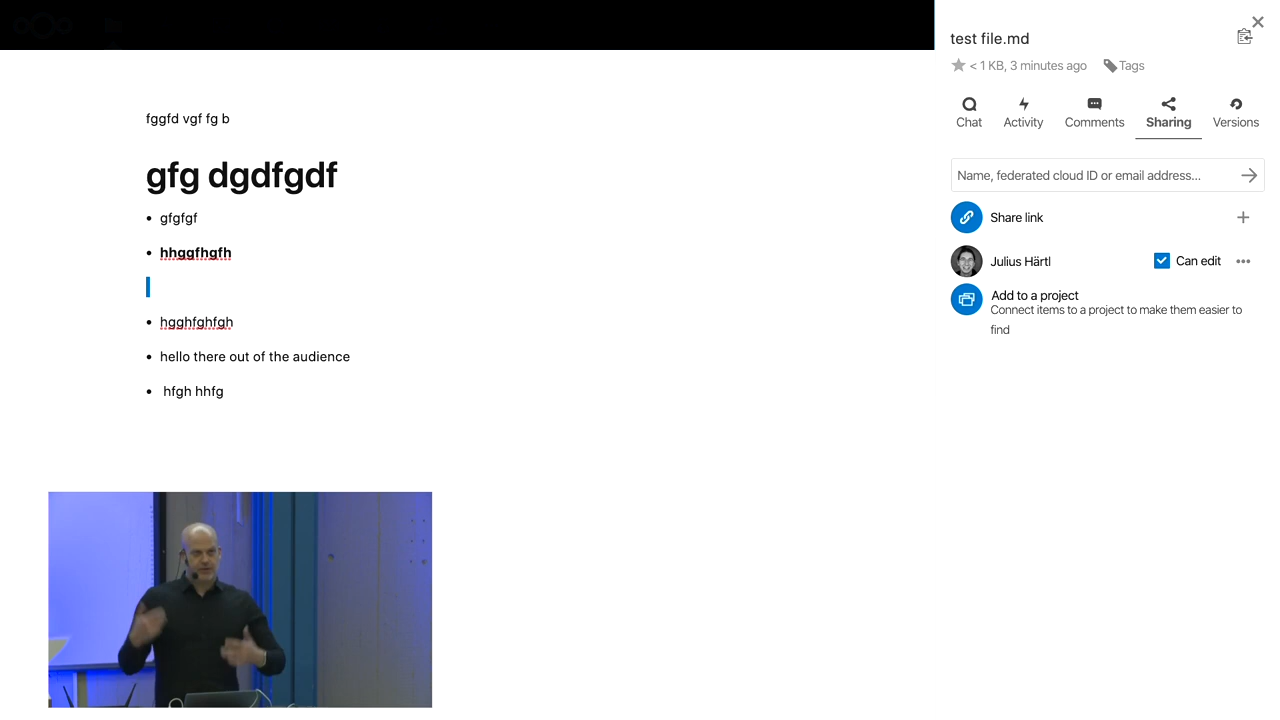 test file.md
< 1 KB, 3 minutes ago Tags
Chat Activity Comments Sharing Versions
Name, federated cloud ID or email address...
Share link
Julius Härtl Can edit
Add to a project
Connect items to a project to make them easier to
find
fggfd vgf fg b
gfg dgdfgdf
gfgfgf
hhggfhgfh
hgghfghfgh
hello there out of the audience
hfgh hhfg